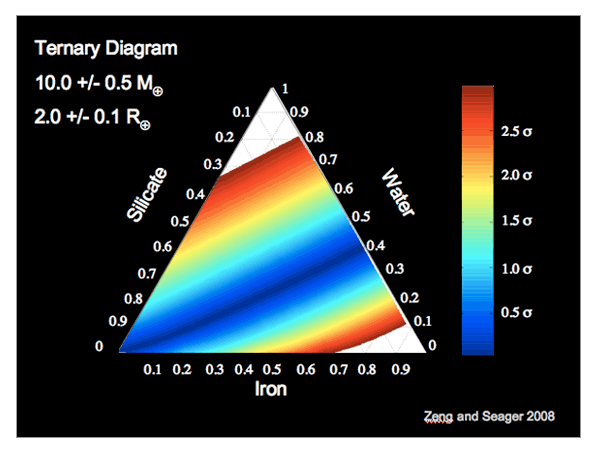 Ternary Diagram
10.0 +/- 0.5 M⊕
2.0 +/- 0.1 R⊕
Silicate
0.1
0.2
0.3
0.4
0.5
0.6
0.7
0.8
0.9
0
1
0.9
0.8
0.7
0.6
0.5
0.4
0.3
0.2
0.1
0
Water
0.1 0.2 0.3 0.4 0.5 0.6 0.7 0.8 0.9
Iron
2.5 σ
2.0 σ
1.5 σ
1.0 σ
0.5 σ
Zeng and Seager 2008